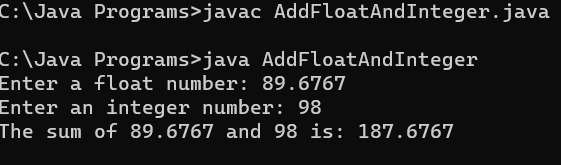 C:\Java Programs>javac AddFloatAndInteger.java
C:\Java Programs>java AddFloatAndInteger
Enter a float number: 89.6767
Enter an integer number: 98
The sum of 89.6767 and 98 is: 187.6767